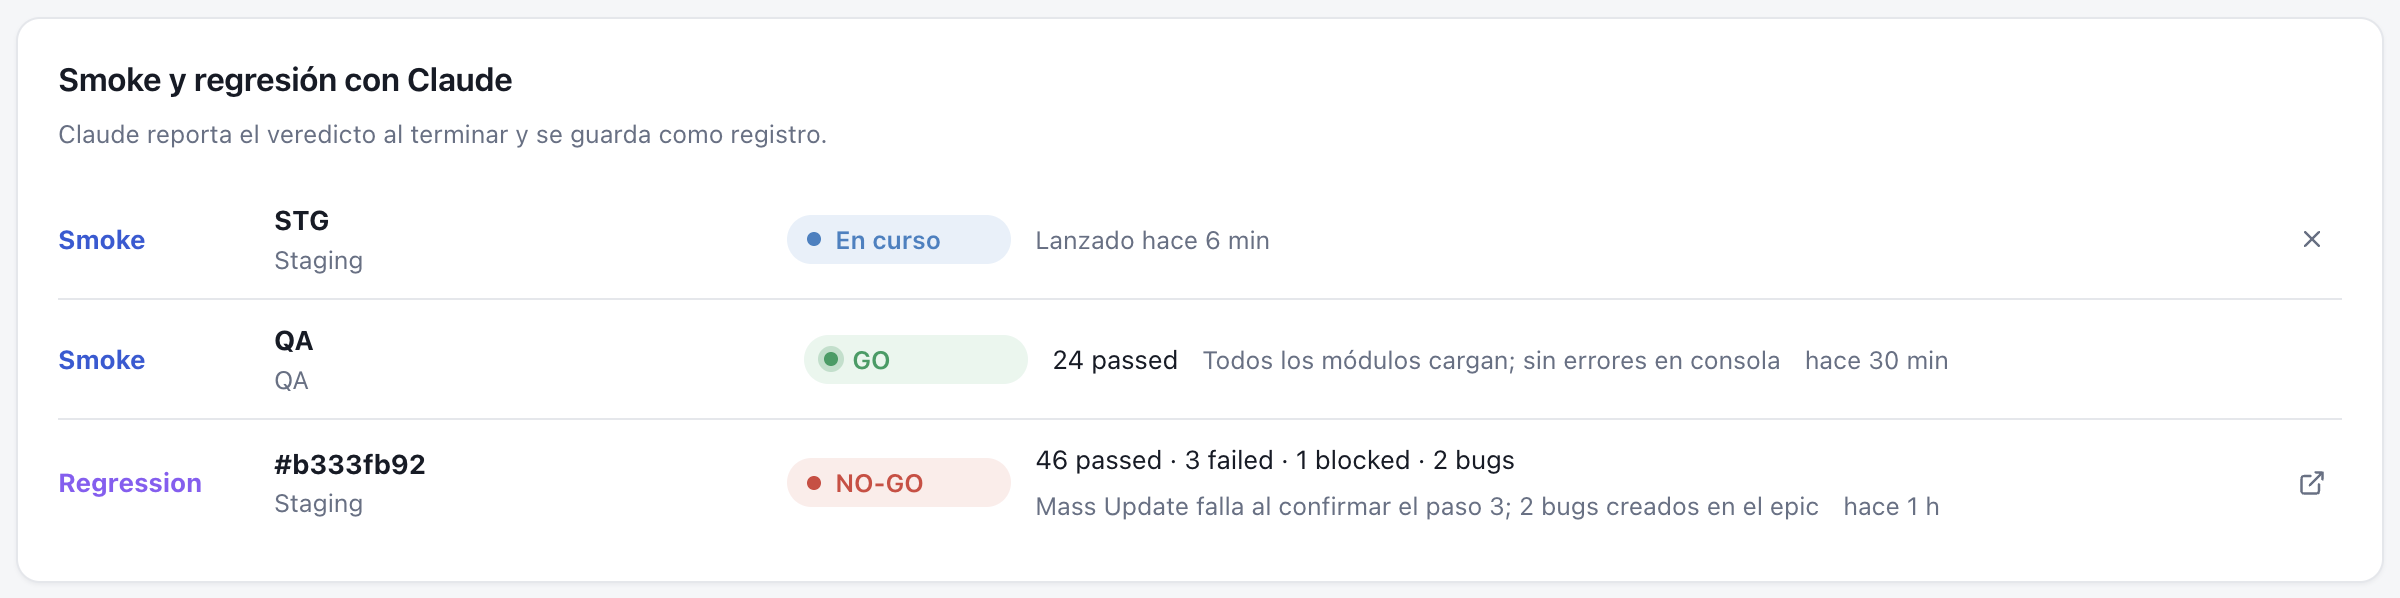 Smoke y regresión con Claude
Claude reporta el veredicto al terminar y se guarda como registro.
Smoke
STG
Staging
En curso
Lanzado hace 6 min
Smoke
QA
QA
GO
24 passed
Todos los módulos cargan; sin errores en consola
hace 30 min
Regression
#b333fb92
Staging
NO-GO
46 passed · 3 failed · 1 blocked · 2 bugs
Mass Update falla al confirmar el paso 3; 2 bugs creados en el epic
hace 1 h